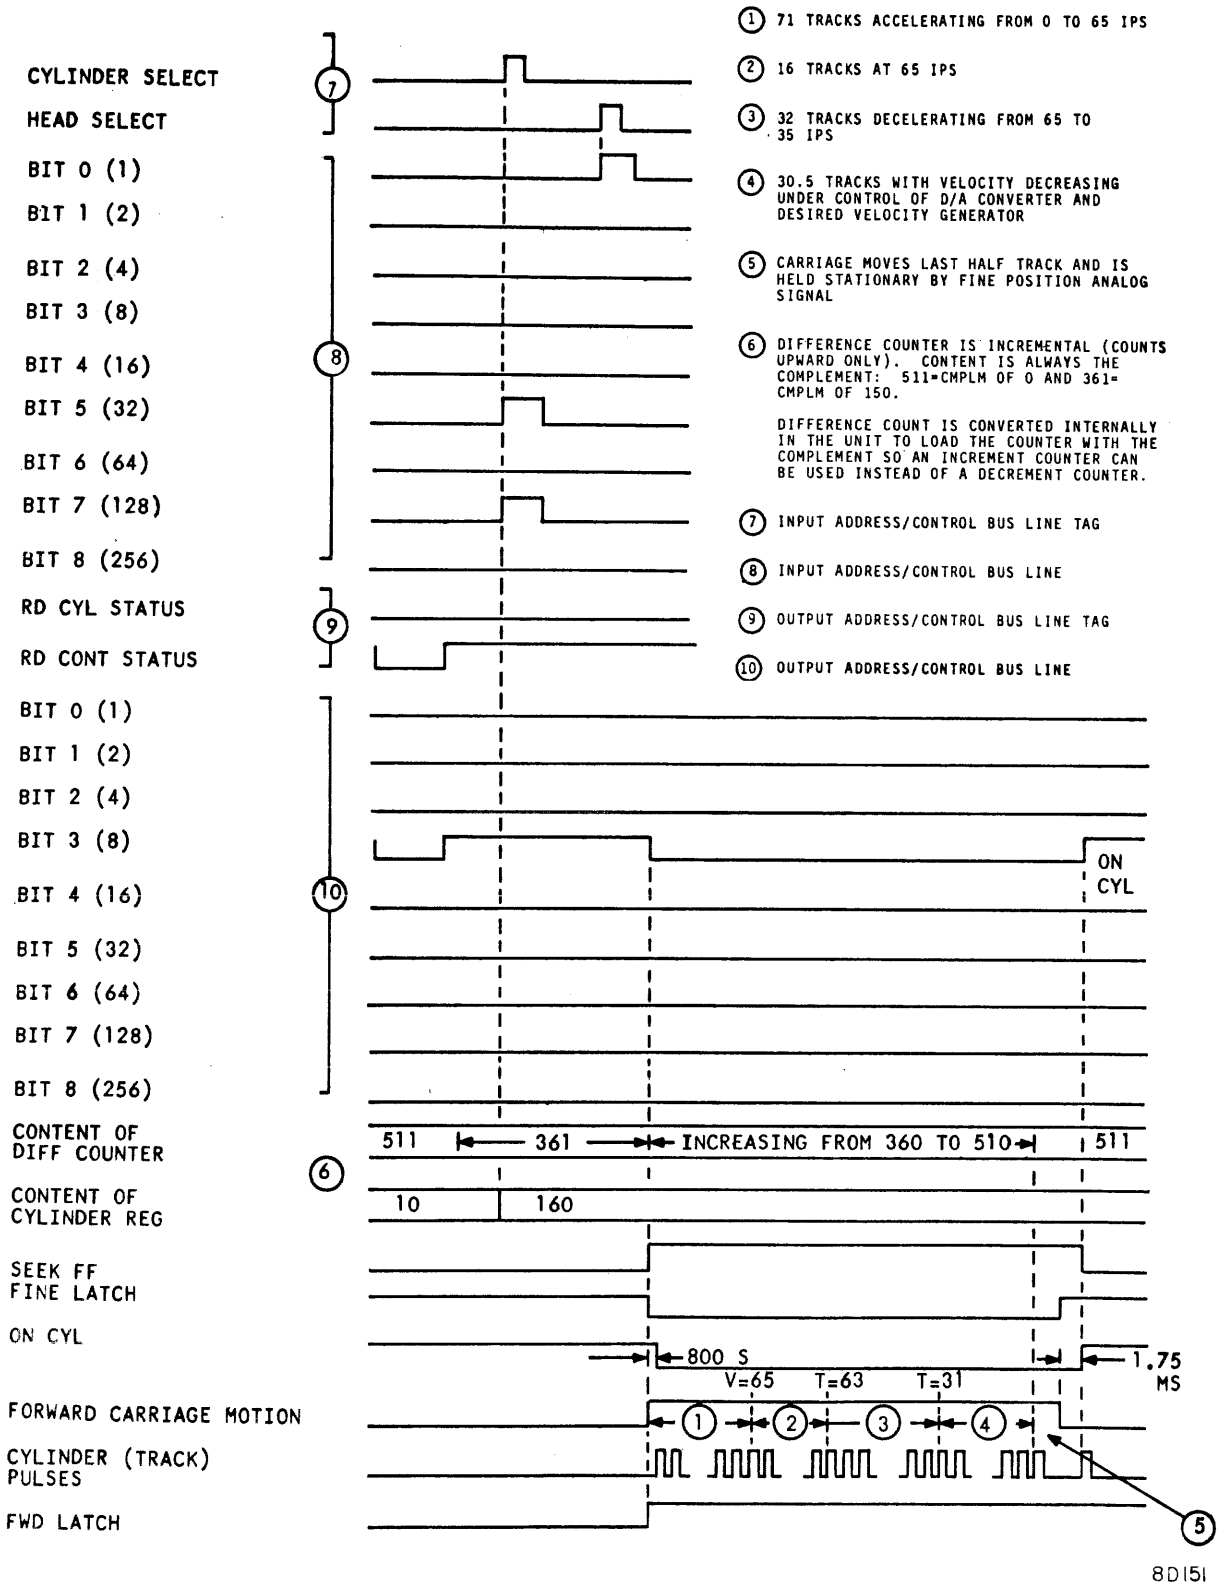 ① 71 TRACKS ACCELERATING FROM 0 TO 65 IPS
② 16 TRACKS AT 65 IPS
③ 32 TRACKS DECELERATING FROM 65 TO
35 IPS
④ 30.5 TRACKS WITH VELOCITY DECREASING
UNDER CONTROL OF D/A CONVERTER AND
DESIRED VELOCITY GENERATOR
⑤ CARRIAGE MOVES LAST HALF TRACK AND IS
HELD STATIONARY BY FINE POSITION ANALOG
SIGNAL
⑥ DIFFERENCE COUNTER IS INCREMENTAL (COUNTS
UPWARD ONLY). CONTENT IS ALWAYS THE
COMPLEMENT: 511=CMPLM OF 0 AND 361=
CMPLM OF 150.
DIFFERENCE COUNT IS CONVERTED INTERNALLY
IN THE UNIT TO LOAD THE COUNTER WITH THE
COMPLEMENT SO AN INCREMENT COUNTER CAN
BE USED INSTEAD OF A DECREMENT COUNTER.
⑦ INPUT ADDRESS/CONTROL BUS LINE TAG
⑧ INPUT ADDRESS/CONTROL BUS LINE
⑨ OUTPUT ADDRESS/CONTROL BUS LINE TAG
⑩ OUTPUT ADDRESS/CONTROL BUS LINE
CYLINDER SELECT
⑦
HEAD SELECT
BIT 0 (1)
BIT 1 (2)
BIT 2 (4)
BIT 3 (8)
BIT 4 (16)
⑧
BIT 5 (32)
BIT 6 (64)
BIT 7 (128)
BIT 8 (256)
RD CYL STATUS
⑨
RD CONT STATUS
BIT 0 (1)
BIT 1 (2)
BIT 2 (4)
BIT 3 (8)
ON
CYL
BIT 4 (16)
⑩
BIT 5 (32)
BIT 6 (64)
BIT 7 (128)
BIT 8 (256)
CONTENT OF
DIFF COUNTER
511 361 INCREASING FROM 360 TO 510 511
⑥
CONTENT OF
CYLINDER REG
10 160
SEEK FF
FINE LATCH
ON CYL
800 S
1.75
MS
V=65 T=63 T=31
FORWARD CARRIAGE MOTION
① ② ③ ④
CYLINDER (TRACK)
PULSES
FWD LATCH
⑤
8D151